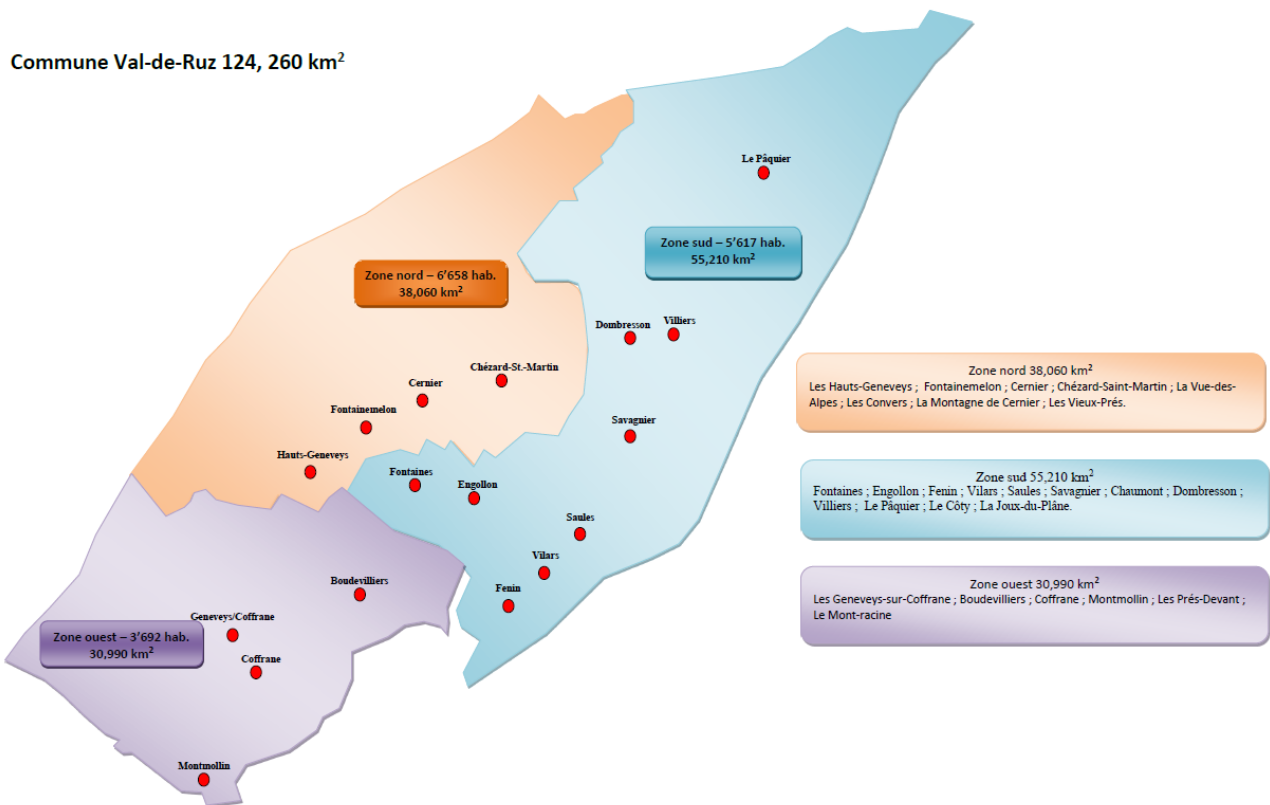 Commune Val-de-Ruz 124, 260 km²
Le Pâquier
Zone sud – 5’617 hab.
55,210 km²
Zone nord – 6’658 hab.
38,060 km²
Dombresson
Villiers
Chézard-St.-Martin
Cernier
Fontainemelon
Savagnier
Hauts-Geneveys
Fontaines
Engollon
Saules
Vilars
Fenin
Boudevilliers
Geneveys/Coffrane
Zone ouest – 3’692 hab.
30,990 km²
Coffrane
Montmollin
Zone nord 38,060 km²
Les Hauts-Geneveys ; Fontainemelon ; Cernier ; Chézard-Saint-Martin ; La Vue-des-
Alpes ; Les Convers ; La Montagne de Cernier ; Les Vieux-Prés.
Zone sud 55,210 km²
Fontaines ; Engollon ; Fenin ; Vilars ; Saules ; Savagnier ; Chaumont ; Dombresson ;
Villiers ; Le Pâquier ; Le Côty ; La Joux-du-Plâne.
Zone ouest 30,990 km²
Les Geneveys-sur-Coffrane ; Boudevilliers ; Coffrane ; Montmollin ; Les Prés-Devant ;
Le Mont-racine